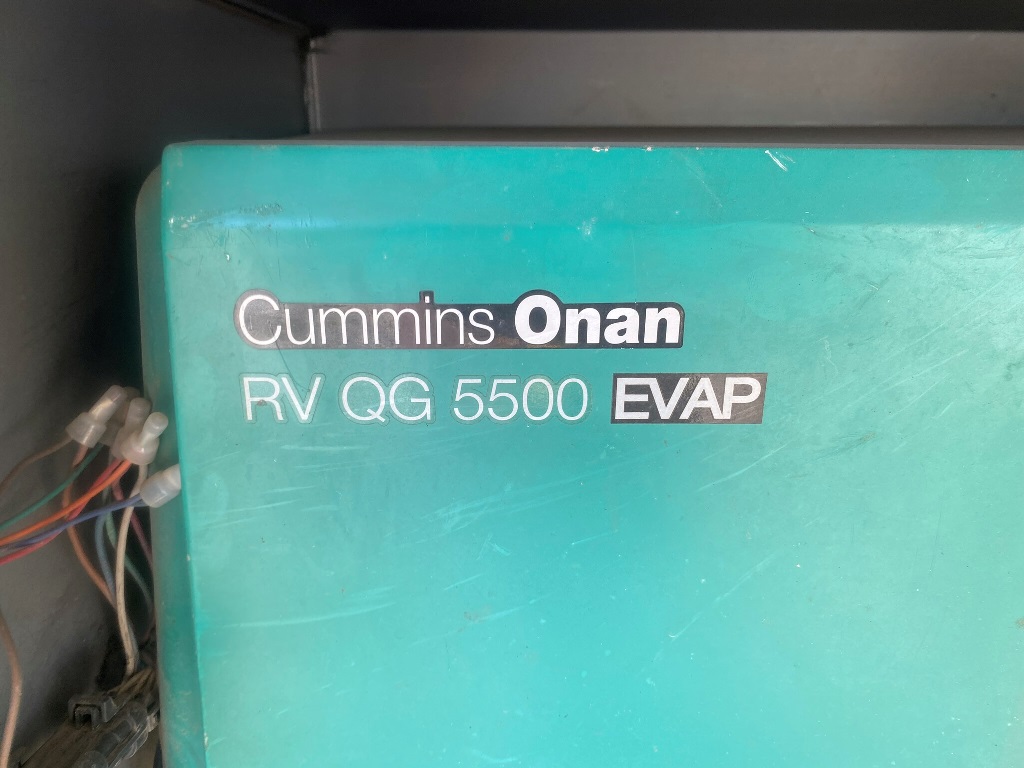 Cummins Onan
RV QG 5500 EVAP